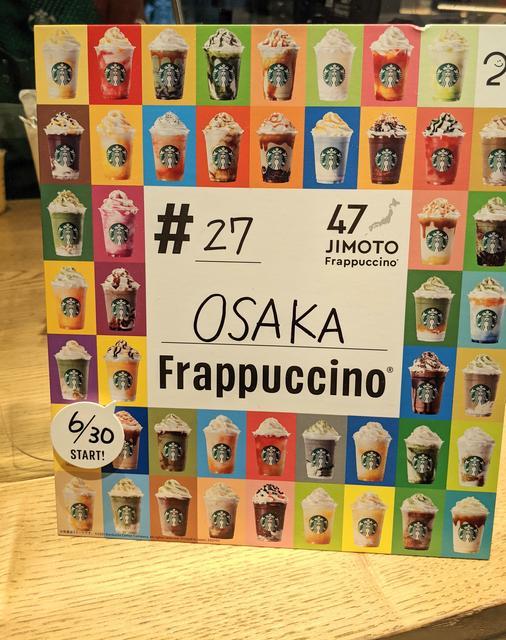 2
# 27
47
JIMOTO
Frappuccino
OSAKA
Frappuccino®
6/30
START!